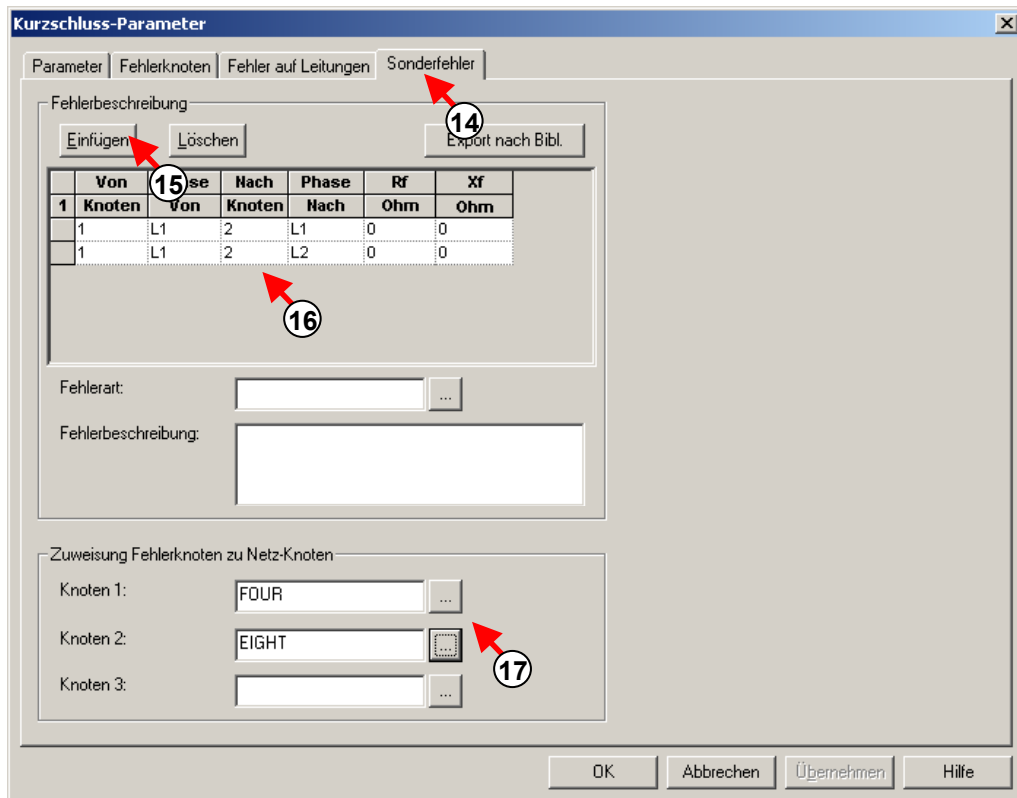 Kurzschluss-Parameter
Parameter Fehlerknoten Fehler auf Leitungen Sonderfehler
14
Fehlerbeschreibung
Einfügen Löschen Export nach Bibl.
15
Von Nach Phase Rf Xf
1 Knoten Von Knoten Nach Ohm Ohm
1 L1 2 L1 0 0
1 L1 2 L2 0 0
16
Fehlerart: ...
Fehlerbeschreibung:
Zuweisung Fehlerknoten zu Netz-Knoten
Knoten 1: FOUR ...
Knoten 2: EIGHT ...
17
Knoten 3: ...
OK Abbrechen Übernehmen Hilfe